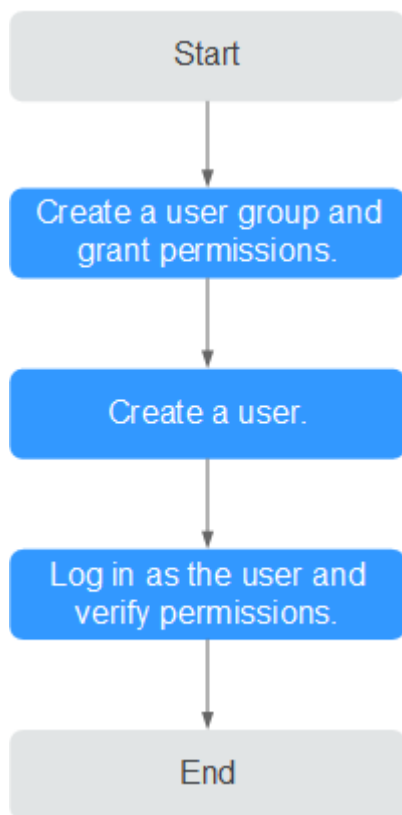 Start
Create a user group and
grant permissions.
Create a user.
Log in as the user and
verify permissions.
End